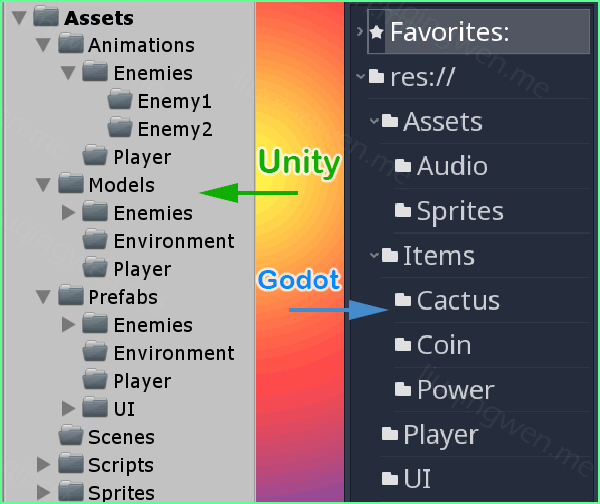 Assets
Animations
Enemies
Enemy1
Enemy2
Player
Models
Enemies
Environment
Player
Prefabs
Enemies
Environment
Player
UI
Scenes
Scripts
Sprites
Unity
Godot
Favorites:
res://
Assets
Audio
Sprites
Items
Cactus
Coin
Power
Player
UI
liuqingwen.me